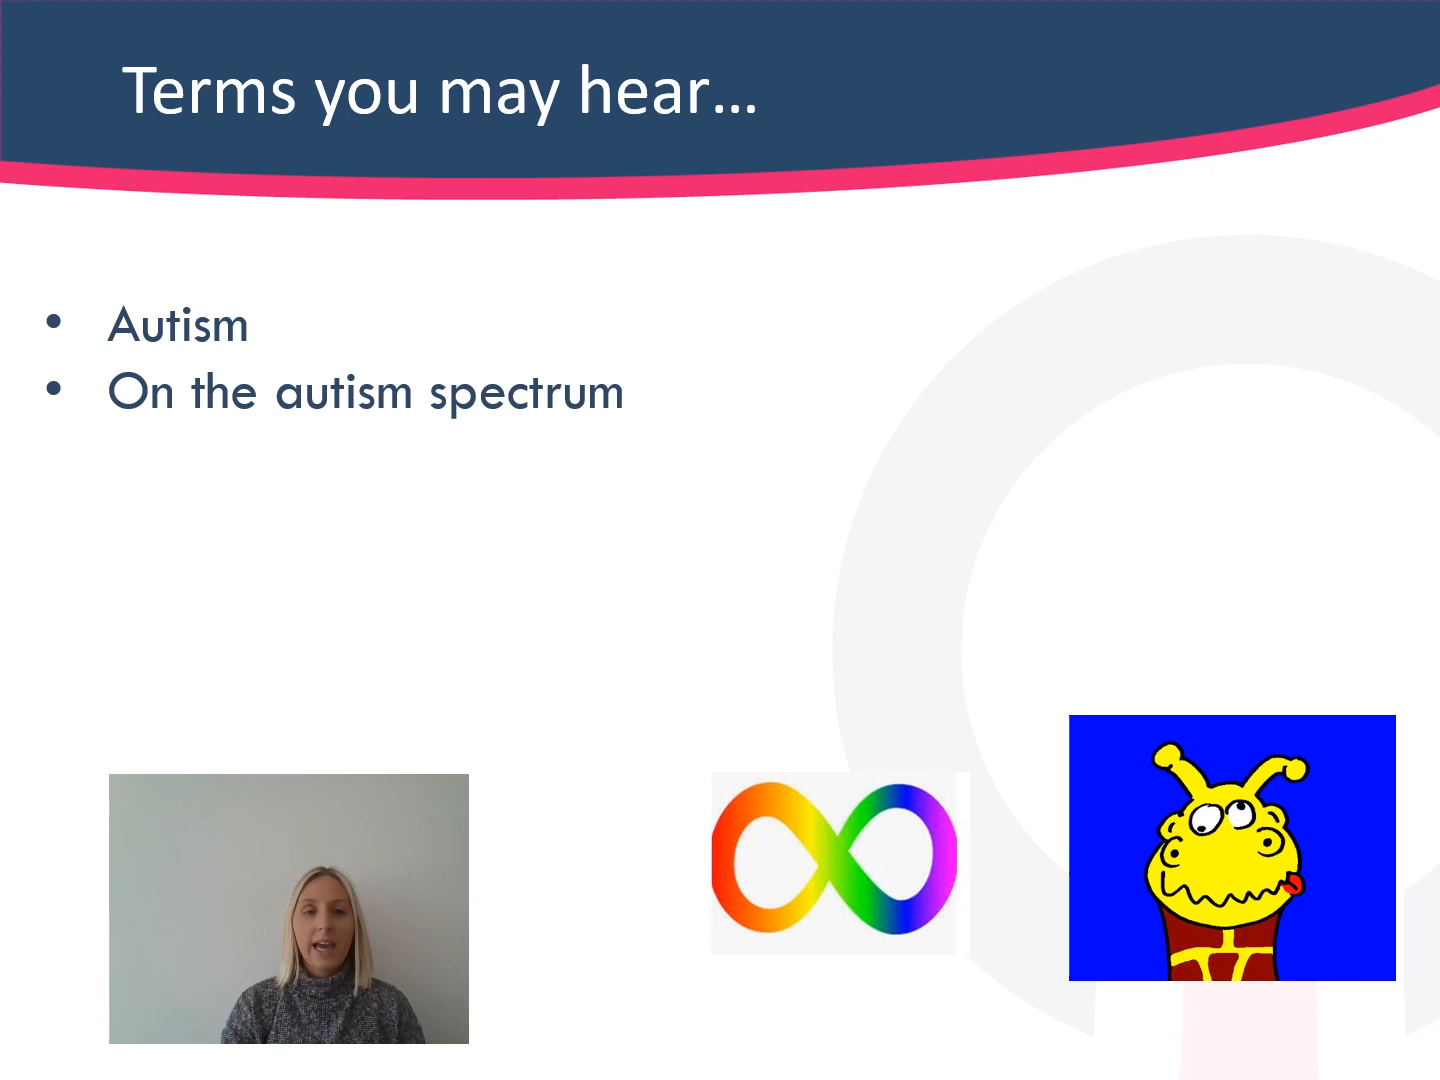 Terms you may hear...
• Autism
• On the autism spectrum